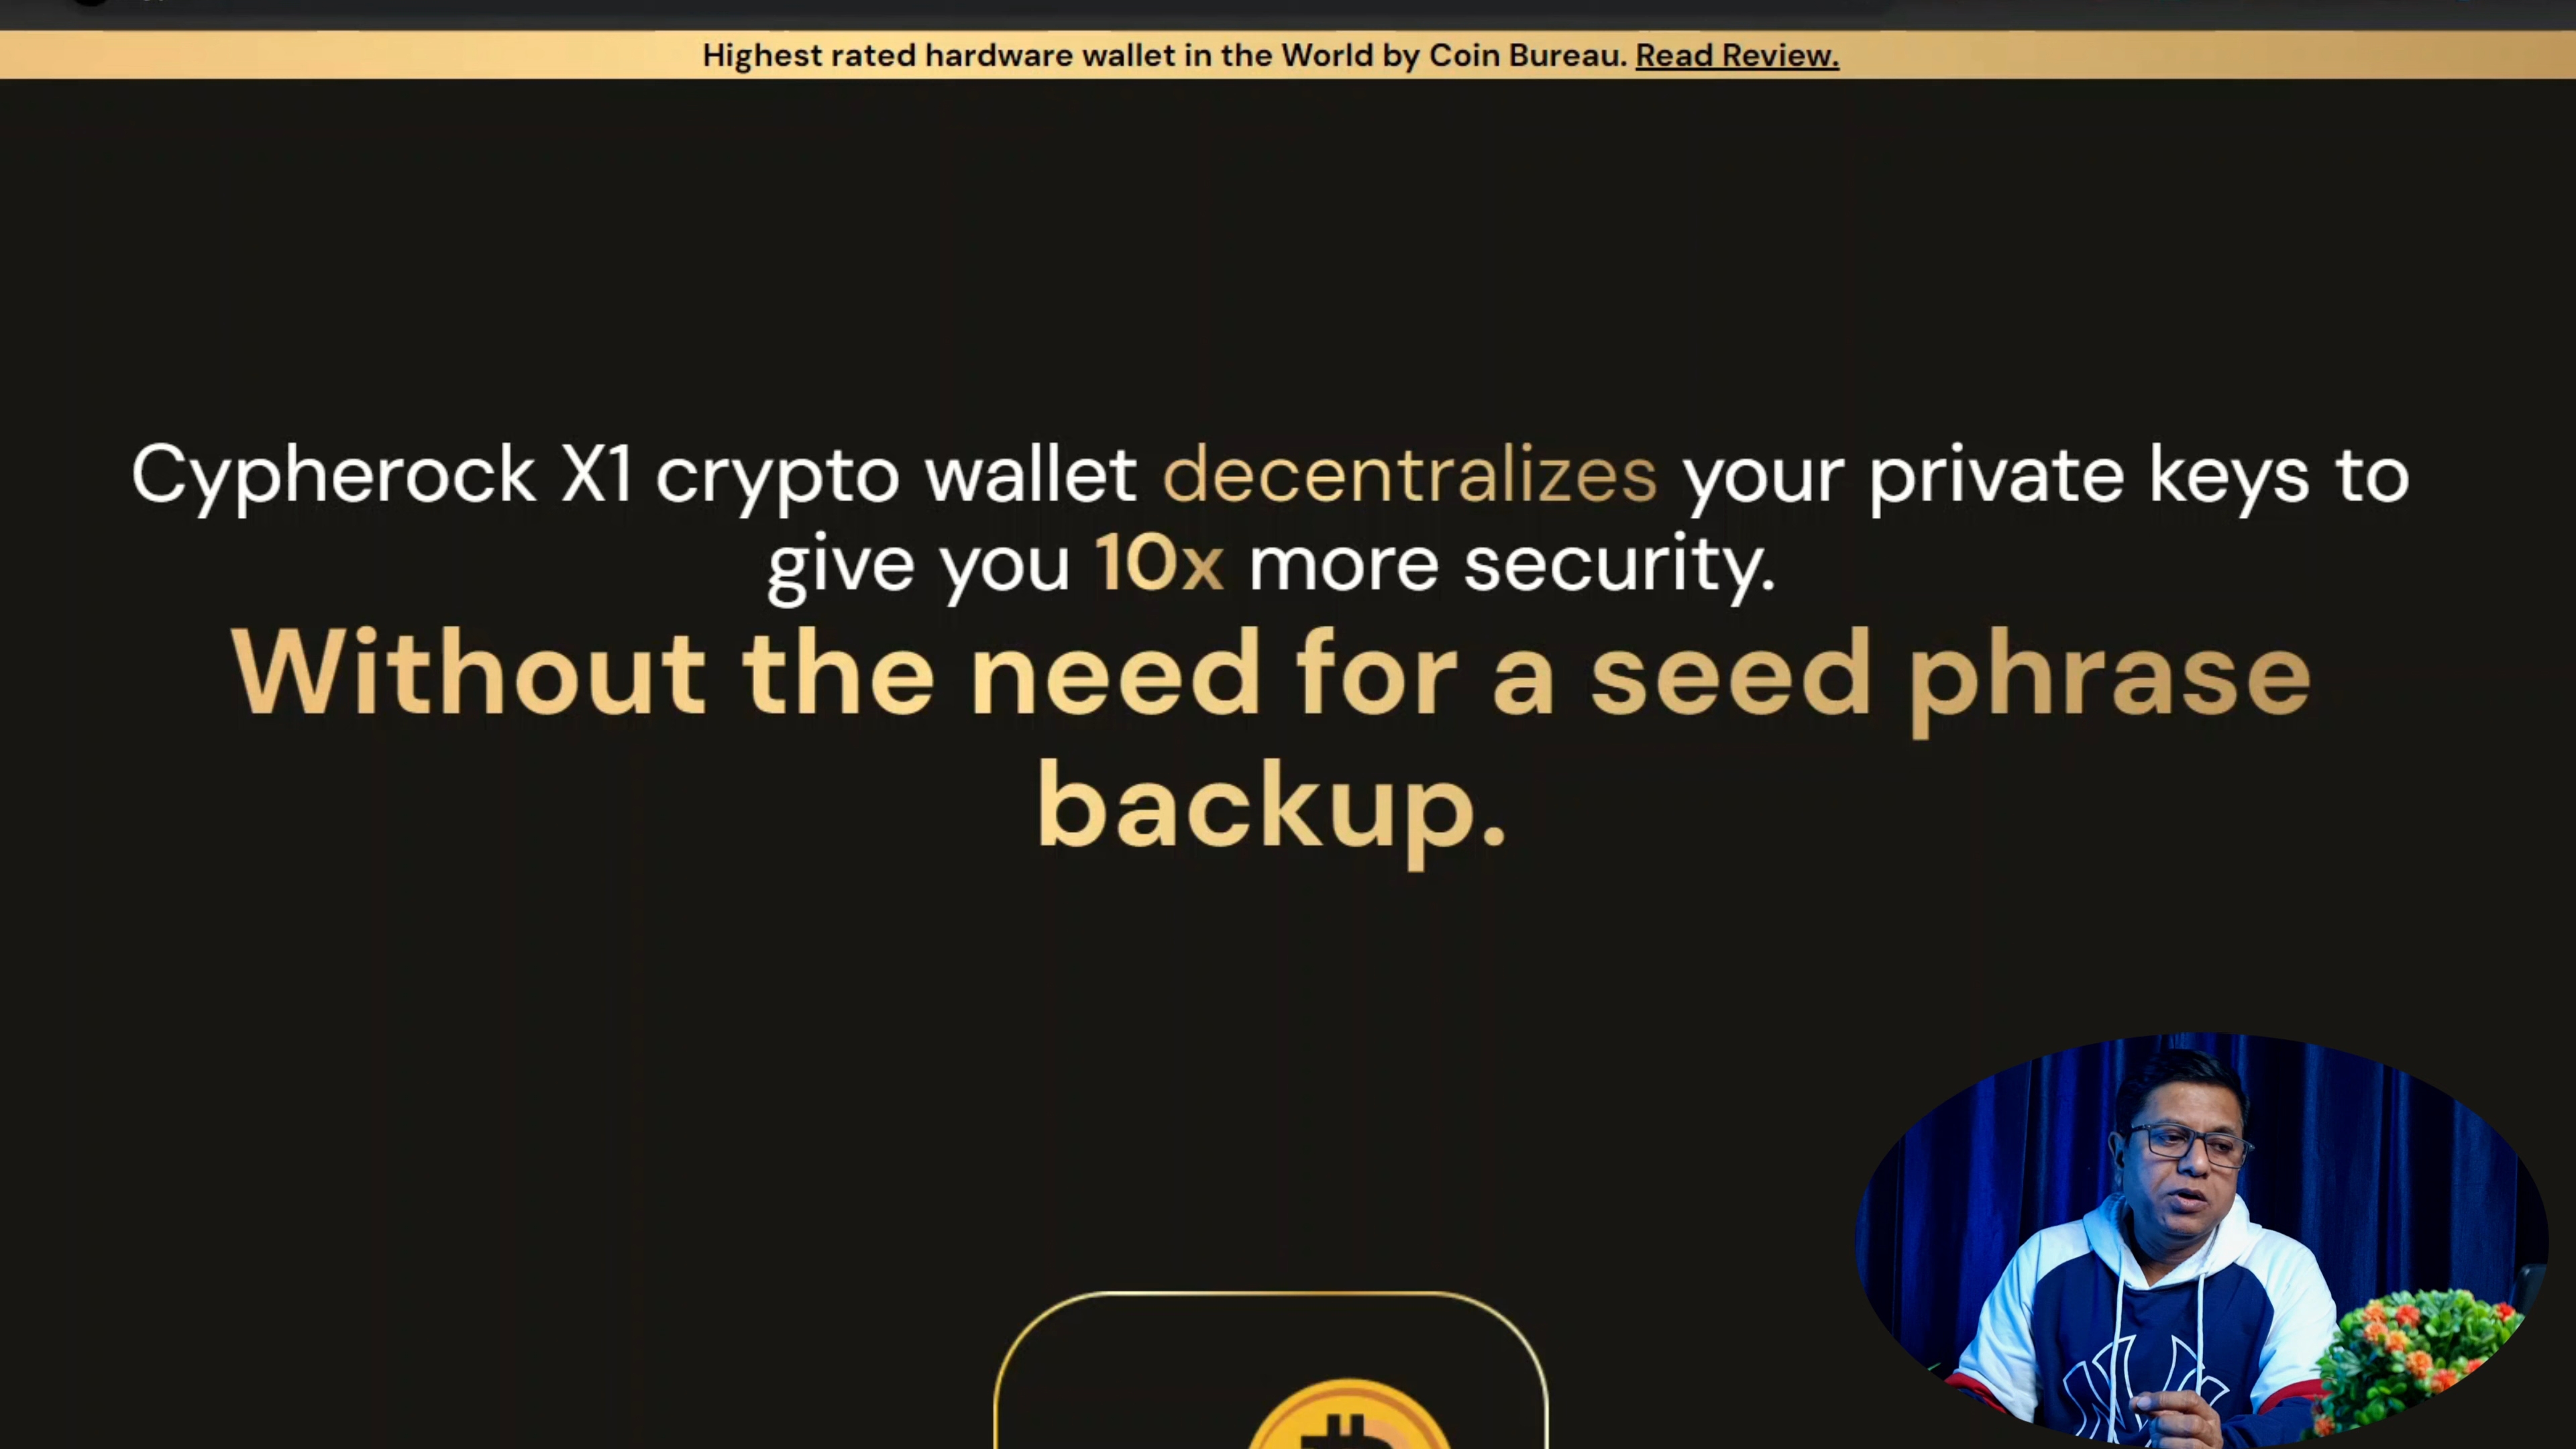 Highest rated hardware wallet in the World by Coin Bureau. Read Review.
Cypherock X1 crypto wallet decentralizes your private keys to
give you 10x more security.
Without the need for a seed phrase
backup.